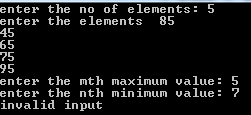 enter the no of elements: 5
enter the elements  85
45
65
75
95
enter the mth maximum value: 5
enter the nth minimum value: 7
invalid input